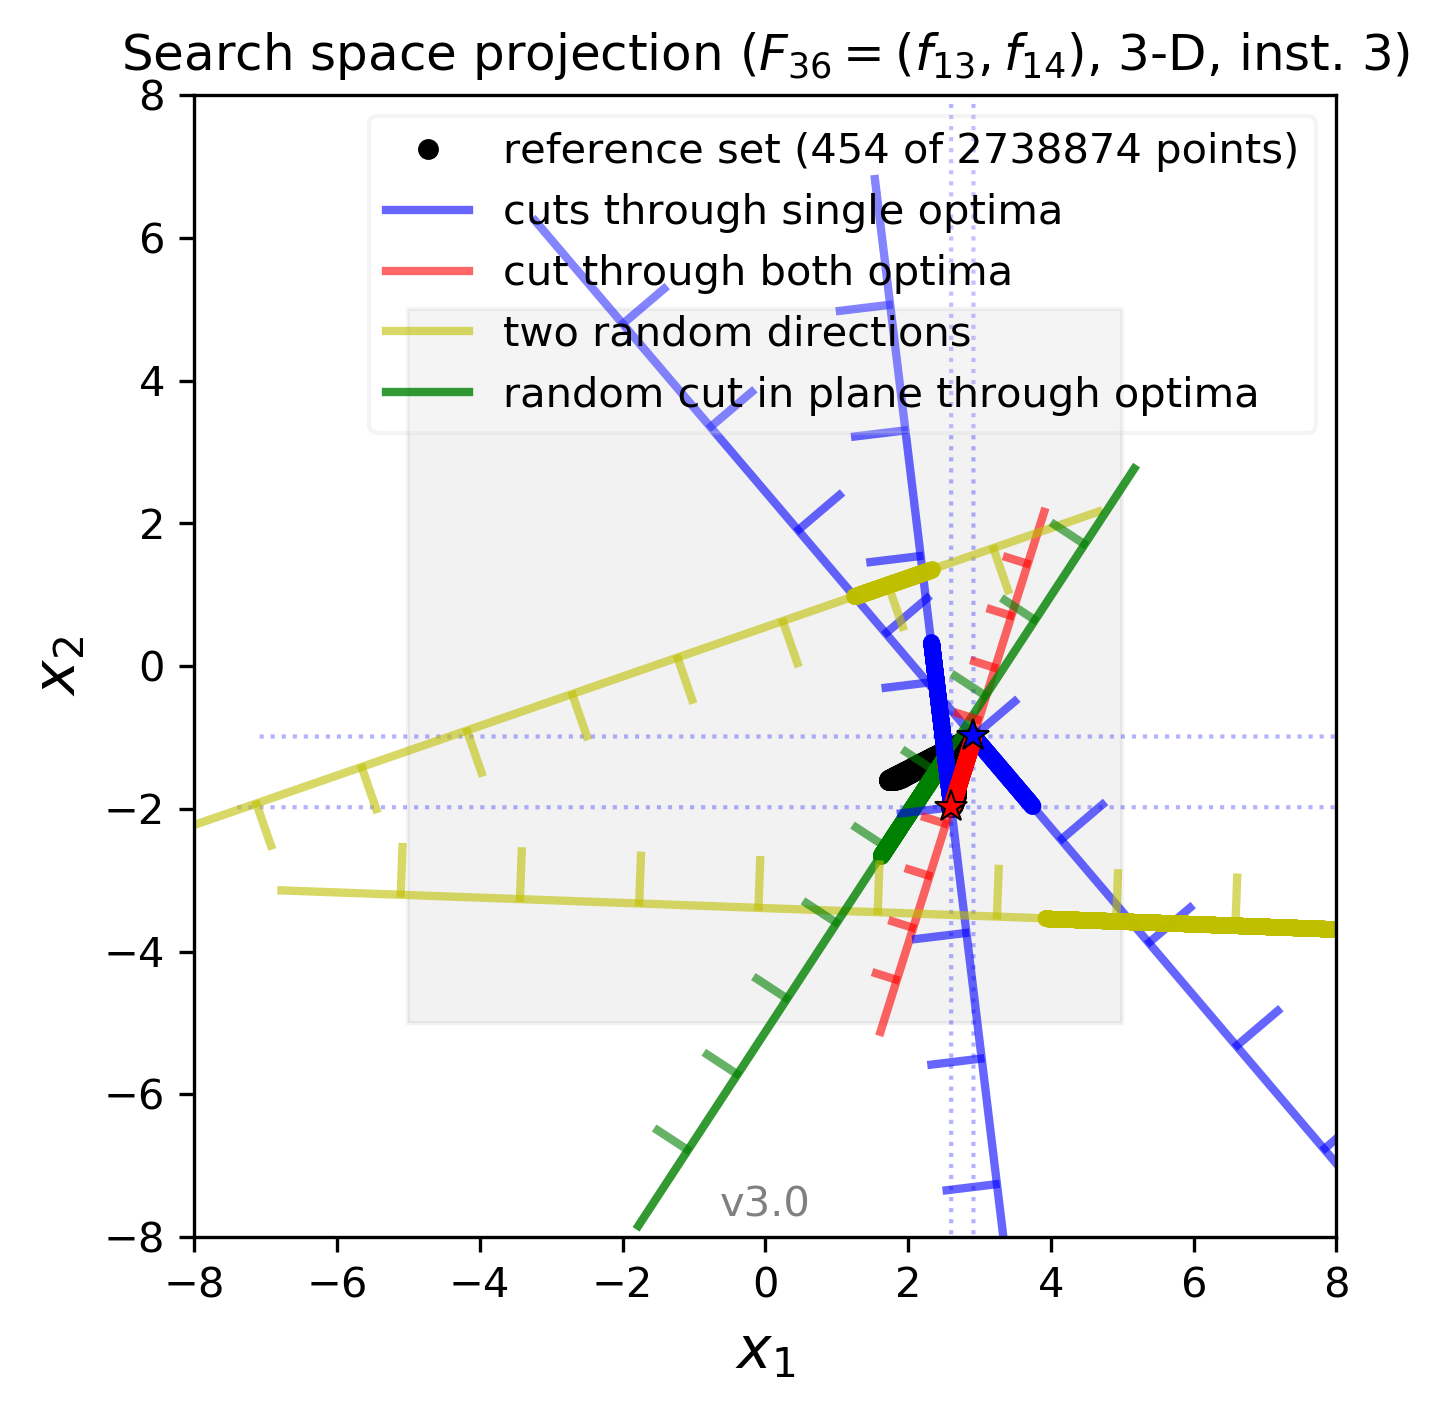 Search space projection (F₃₆ = (f₁₃, f₁₄), 3-D, inst. 3)
reference set (454 of 2738874 points)
cuts through single optima
cut through both optima
two random directions
random cut in plane through optima
8
6
4
2
0
−2
−4
−6
−8
x₂
v3.0
−8 −6 −4 −2 0 2 4 6 8
x₁